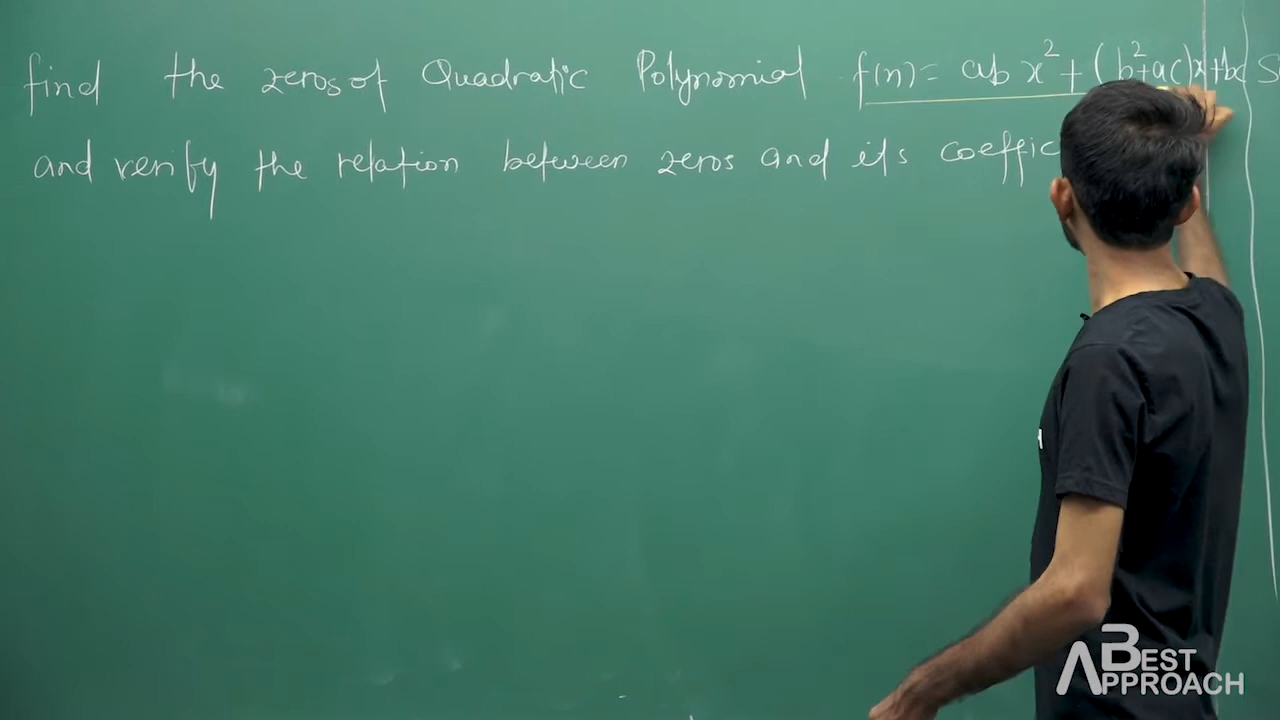 find the zeros of Quadratic Polynomial f(n) = ab x² + (b²+ac)x+bc
and verify the relation between zeros and its coeffic
BEST
APPROACH